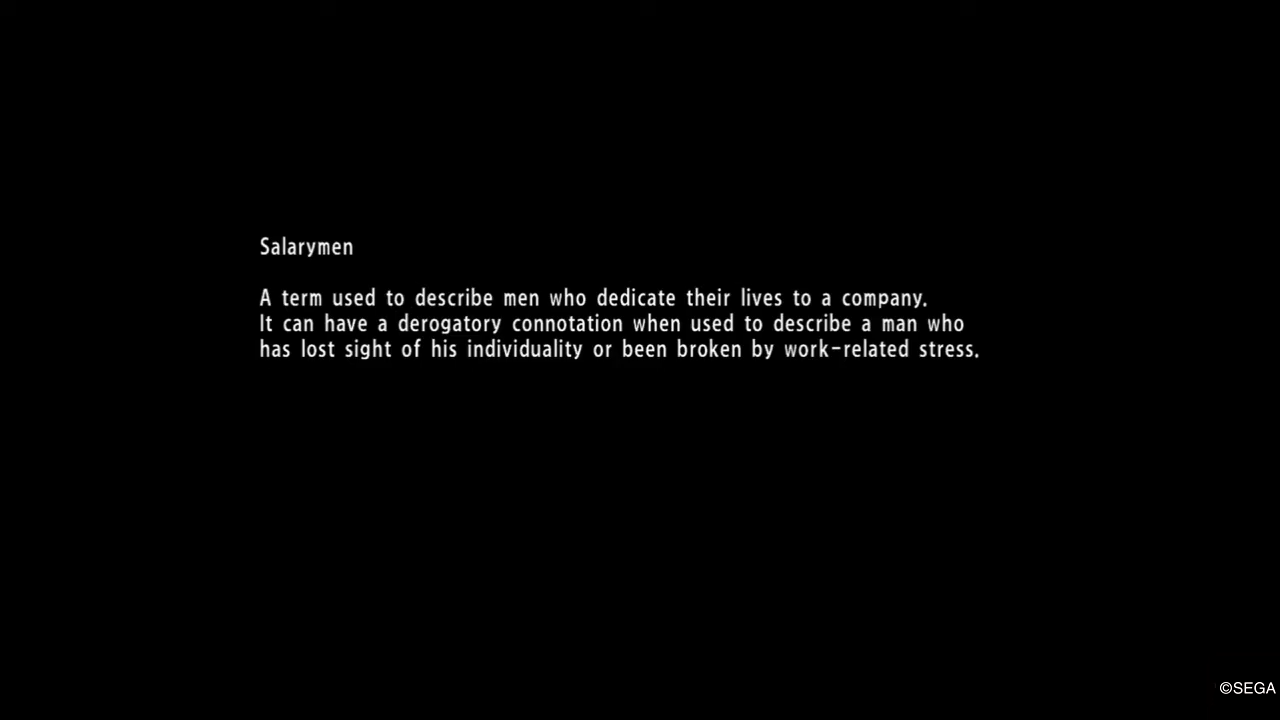 Salarymen
A term used to describe men who dedicate their lives to a company.
It can have a derogatory connotation when used to describe a man who
has lost sight of his individuality or been broken by work-related stress.
©SEGA